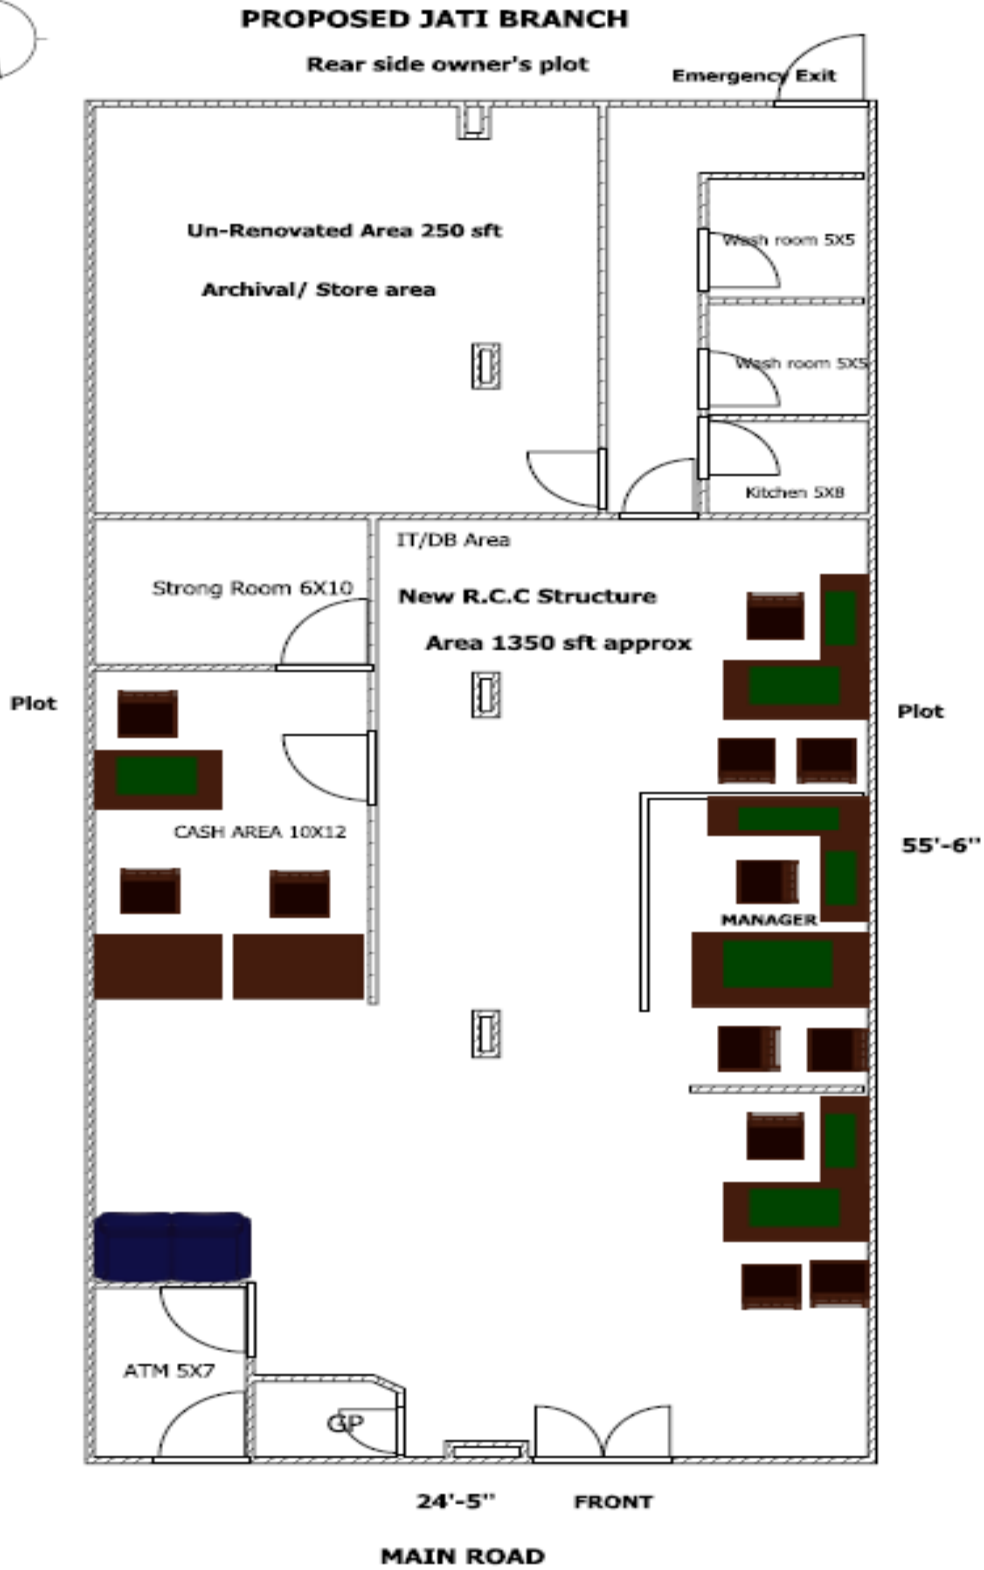 PROPOSED JATI BRANCH
Rear side owner's plot
Emergency Exit
Un-Renovated Area 250 sft
Archival/ Store area
Wash room 5X5
Wash room 5X5
Kitchen 5X8
IT/DB Area
Strong Room 6X10
New R.C.C Structure
Area 1350 sft approx
Plot
Plot
CASH AREA 10X12
55'-6"
MANAGER
ATM 5X7
GP
24'-5"
FRONT
MAIN ROAD